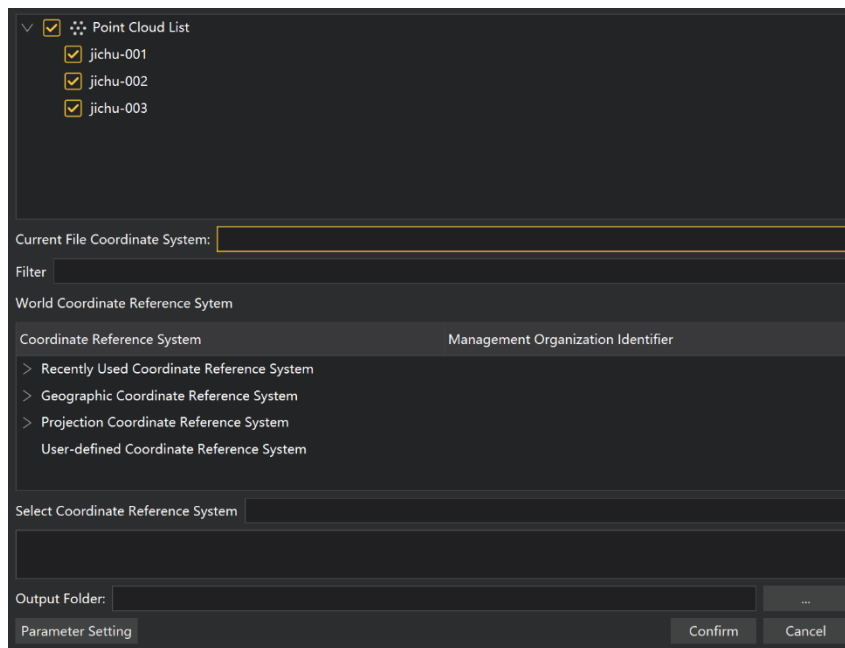 Point Cloud List
jichu-001
jichu-002
jichu-003
Current File Coordinate System:
Filter
World Coordinate Reference Sytem
Coordinate Reference System Management Organization Identifier
Recently Used Coordinate Reference System
Geographic Coordinate Reference System
Projection Coordinate Reference System
User-defined Coordinate Reference System
Select Coordinate Reference System
Output Folder: ...
Parameter Setting Confirm Cancel